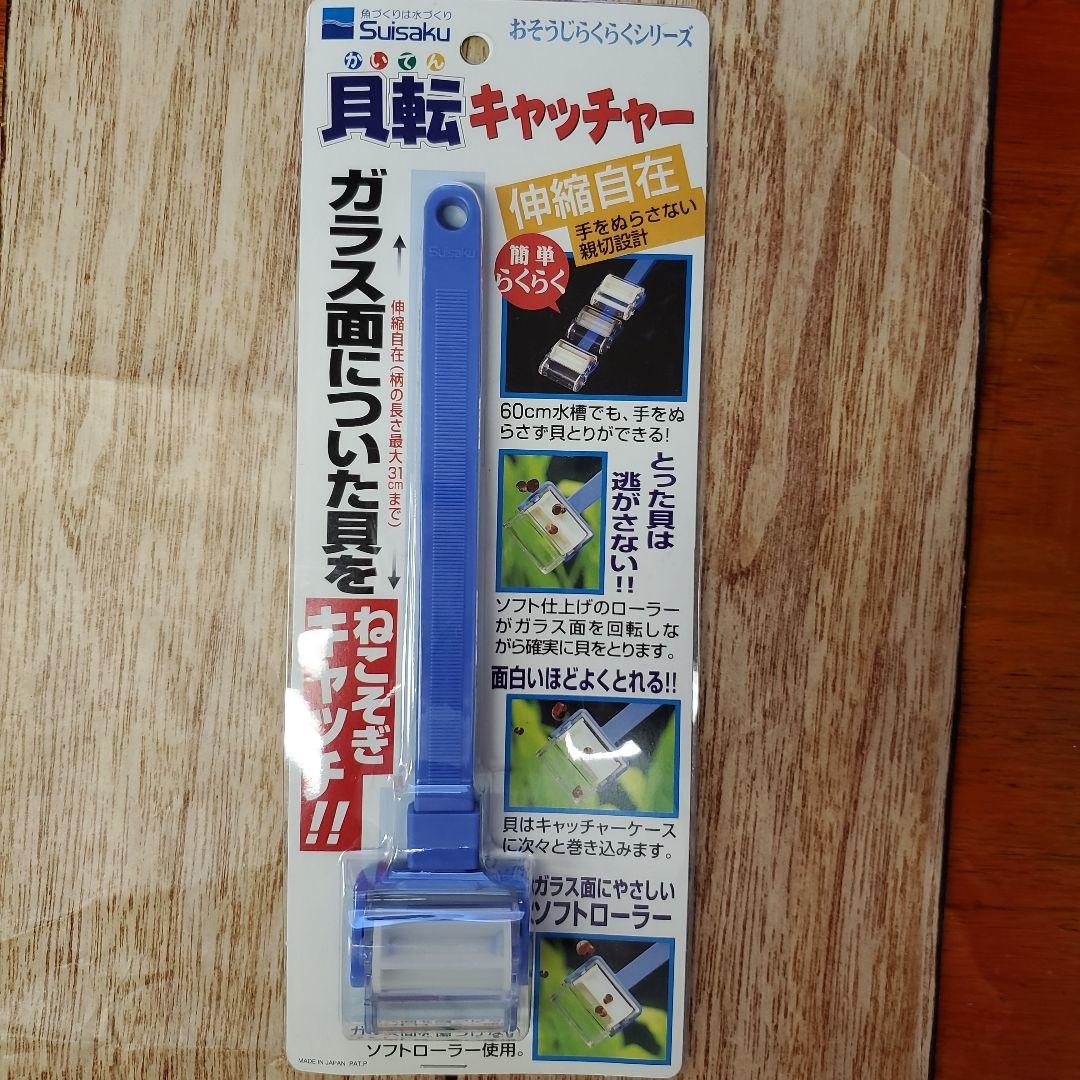 魚づくりは水づくり
Suisaku
おそうじらくらくシリーズ
かいてん
貝転キャッチャー
伸縮自在
手をぬらさない
親切設計
簡単
らくらく
ガラス面についた貝を
ねこそぎ
キャッチ!!
伸縮自在(柄の長さ最大31cmまで)
Suisaku
60cm水槽でも、手をぬ
らさず貝とりができる!
とった貝は
逃がさない!!
ソフト仕上げのローラー
がガラス面を回転しな
がら確実に貝をとります。
面白いほどよくとれる!!
貝はキャッチャーケース
に次々と巻き込みます。
ガラス面にやさしい
ソフトローラー
ソフトローラー使用。
MADE IN JAPAN PAT.P